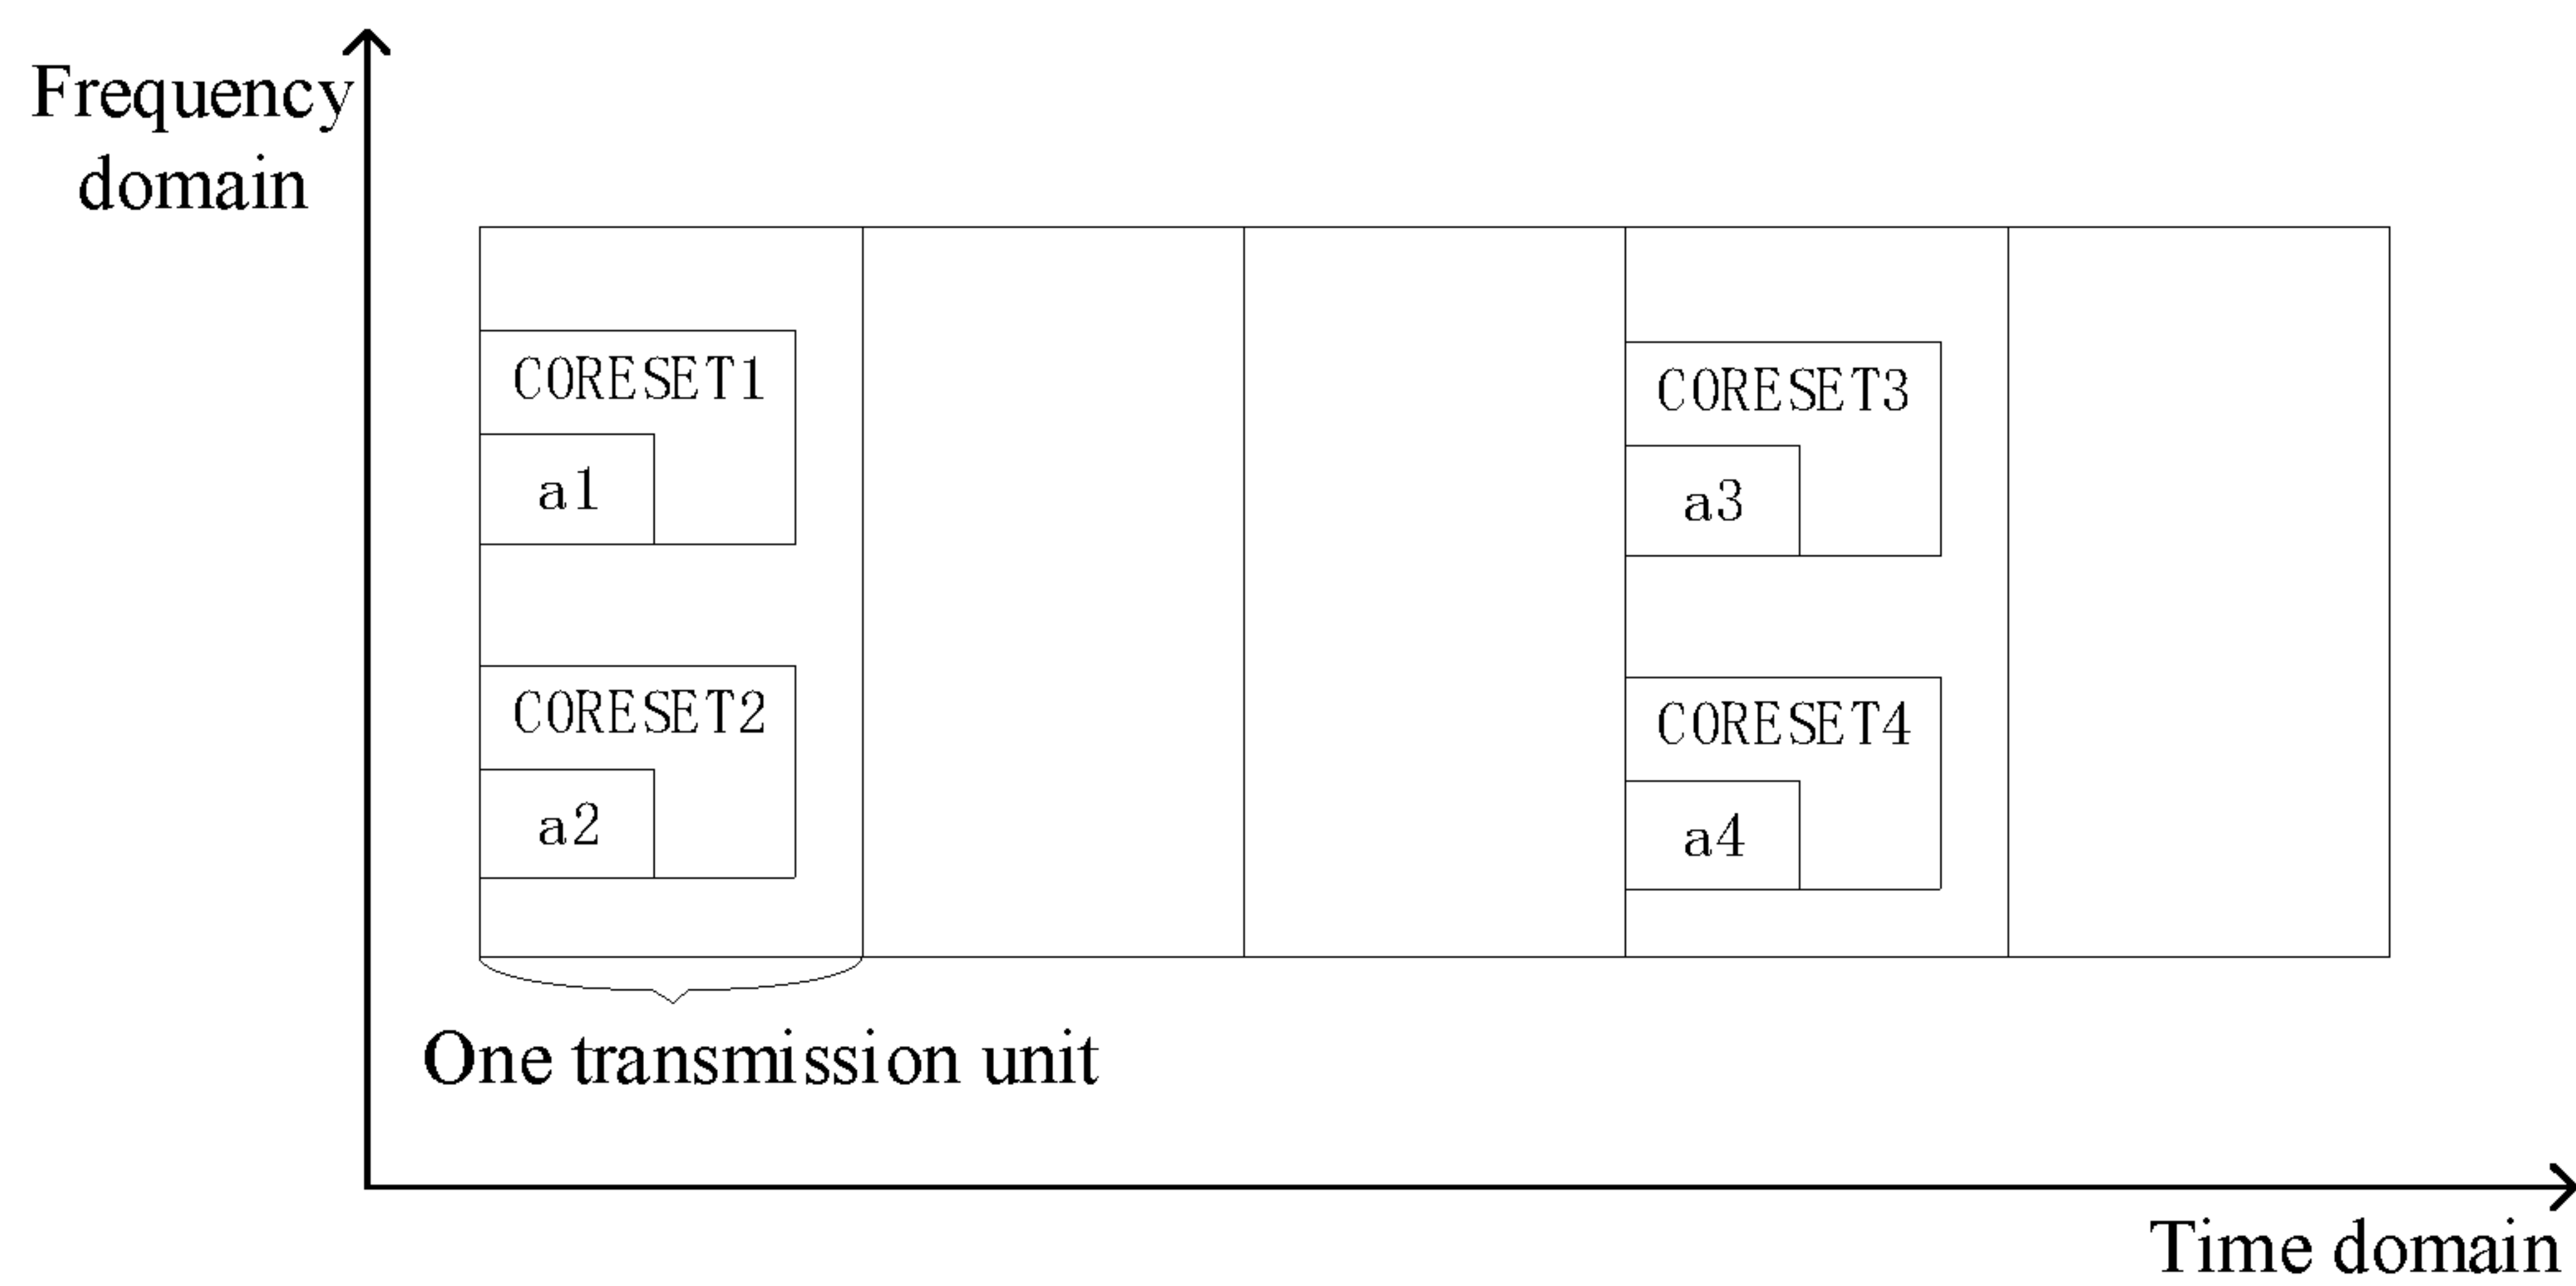 Frequency
domain
CORESET1
a1
CORESET2
a2
CORESET3
a3
CORESET4
a4
One transmission unit
Time domain